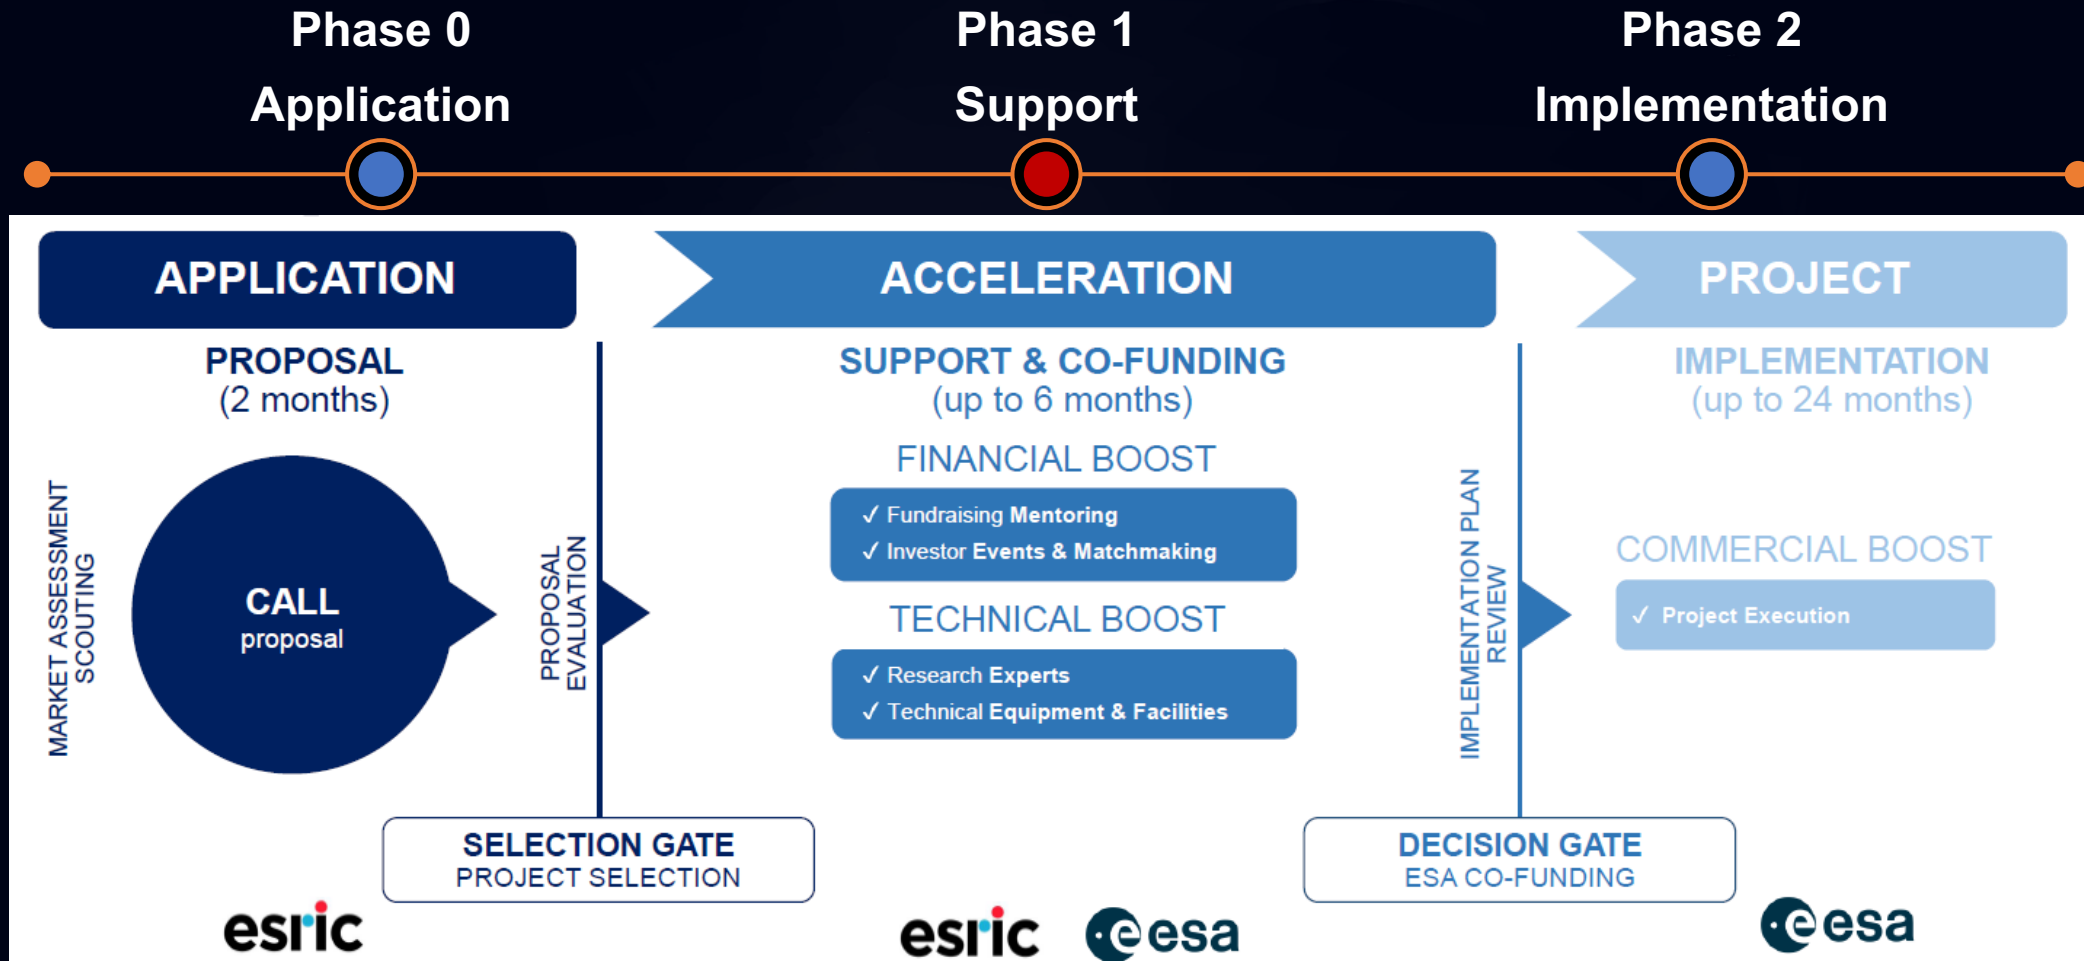 Phase 0
Application
Phase 1
Support
Phase 2
Implementation
APPLICATION
ACCELERATION
PROJECT
PROPOSAL
(2 months)
MARKET ASSESSMENT
SCOUTING
CALL
proposal
PROPOSAL
EVALUATION
SELECTION GATE
PROJECT SELECTION
SUPPORT & CO-FUNDING
(up to 6 months)
FINANCIAL BOOST
✓ Fundraising Mentoring
✓ Investor Events & Matchmaking
TECHNICAL BOOST
✓ Research Experts
✓ Technical Equipment & Facilities
IMPLEMENTATION PLAN
REVIEW
DECISION GATE
ESA CO-FUNDING
IMPLEMENTATION
(up to 24 months)
COMMERCIAL BOOST
✓ Project Execution
esric
esric
esa
esa